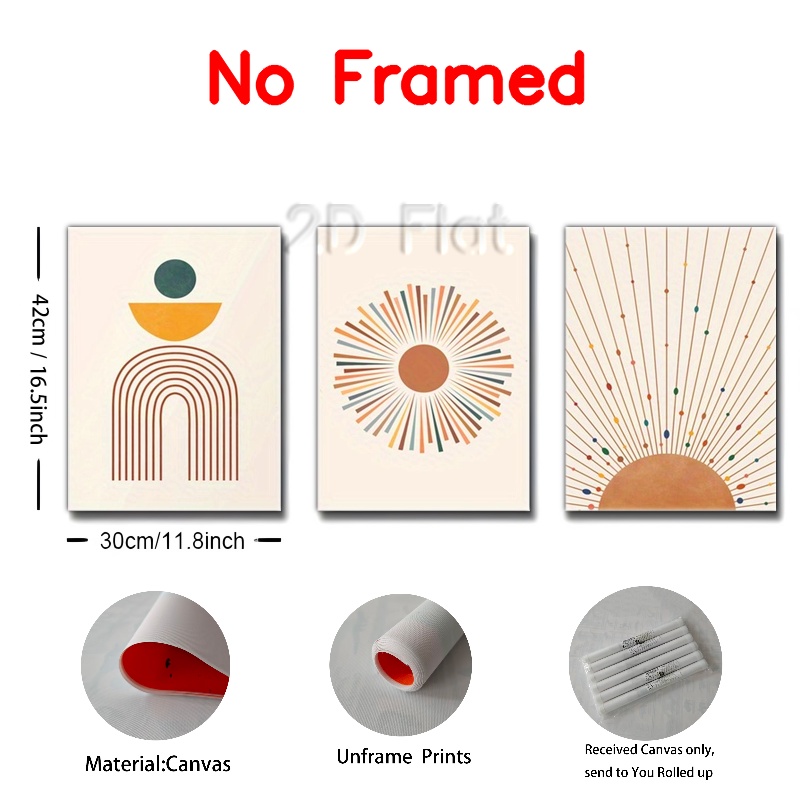 No Framed
2D Flat
42cm / 16.5inch
30cm/11.8inch
Material:Canvas
Unframe Prints
Received Canvas only,
send to You Rolled up